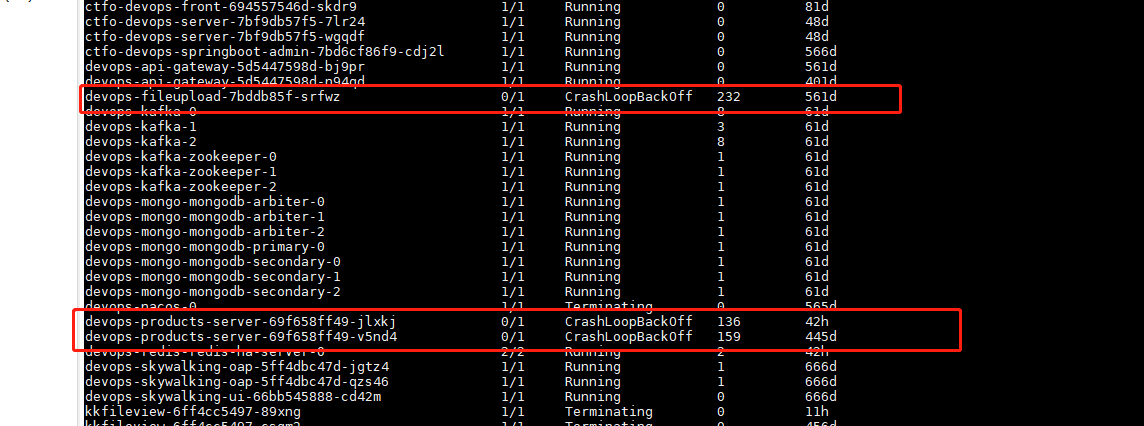 ctfo-devops-front-694557546d-skdr9 1/1 Running 0 81d
ctfo-devops-server-7bf9db57f5-7lr24 1/1 Running 0 48d
ctfo-devops-server-7bf9db57f5-wgqdf 1/1 Running 0 48d
ctfo-devops-springboot-admin-7bd6cf86f9-cdj2l 1/1 Running 0 566d
devops-api-gateway-5d5447598d-bj9pr 1/1 Running 0 560d
devops-api-gateway-5d5447598d-n94qd 1/1 Running 0 401d
devops-fileupload-7bddb85f-srfwz 0/1 CrashLoopBackOff 232 561d
devops-kafka-0 1/1 Running 8 61d
devops-kafka-1 1/1 Running 3 61d
devops-kafka-2 1/1 Running 8 61d
devops-kafka-zookeeper-0 1/1 Running 1 61d
devops-kafka-zookeeper-1 1/1 Running 1 61d
devops-kafka-zookeeper-2 1/1 Running 1 61d
devops-mongo-mongodb-arbiter-0 1/1 Running 1 61d
devops-mongo-mongodb-arbiter-1 1/1 Running 1 61d
devops-mongo-mongodb-arbiter-2 1/1 Running 1 61d
devops-mongo-mongodb-primary-0 1/1 Running 1 61d
devops-mongo-mongodb-secondary-0 1/1 Running 1 61d
devops-mongo-mongodb-secondary-1 1/1 Running 1 61d
devops-mongo-mongodb-secondary-2 1/1 Running 1 61d
devops-nacos-0 1/1 Terminating 0 565d
devops-products-server-69f658ff49-jlxkj 0/1 CrashLoopBackOff 136 42h
devops-products-server-69f658ff49-v5nd4 0/1 CrashLoopBackOff 159 445d
devops-redis-redis-ha-server-0 2/2 Running 2 42h
devops-skywalking-oap-5ff4dbc47d-jgtz4 1/1 Running 1 666d
devops-skywalking-oap-5ff4dbc47d-qzs46 1/1 Running 1 666d
devops-skywalking-ui-66bb545888-cd42m 1/1 Running 0 666d
kkfileview-6ff4cc5497-89xng 1/1 Terminating 0 11h
kkfileview-6ff4cc5497- 1/1 Terminating 0 456d